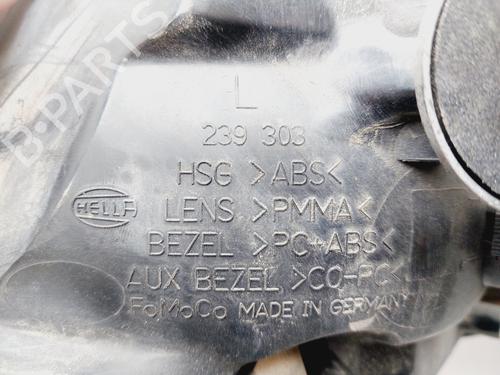 L
239 303
HSG >ABS<
HELLA
LENS >PMMA<
BEZEL >PC+ABS<
AUX BEZEL >CO-PC<
FoMoCo MADE IN GERMANY
B-PARTS